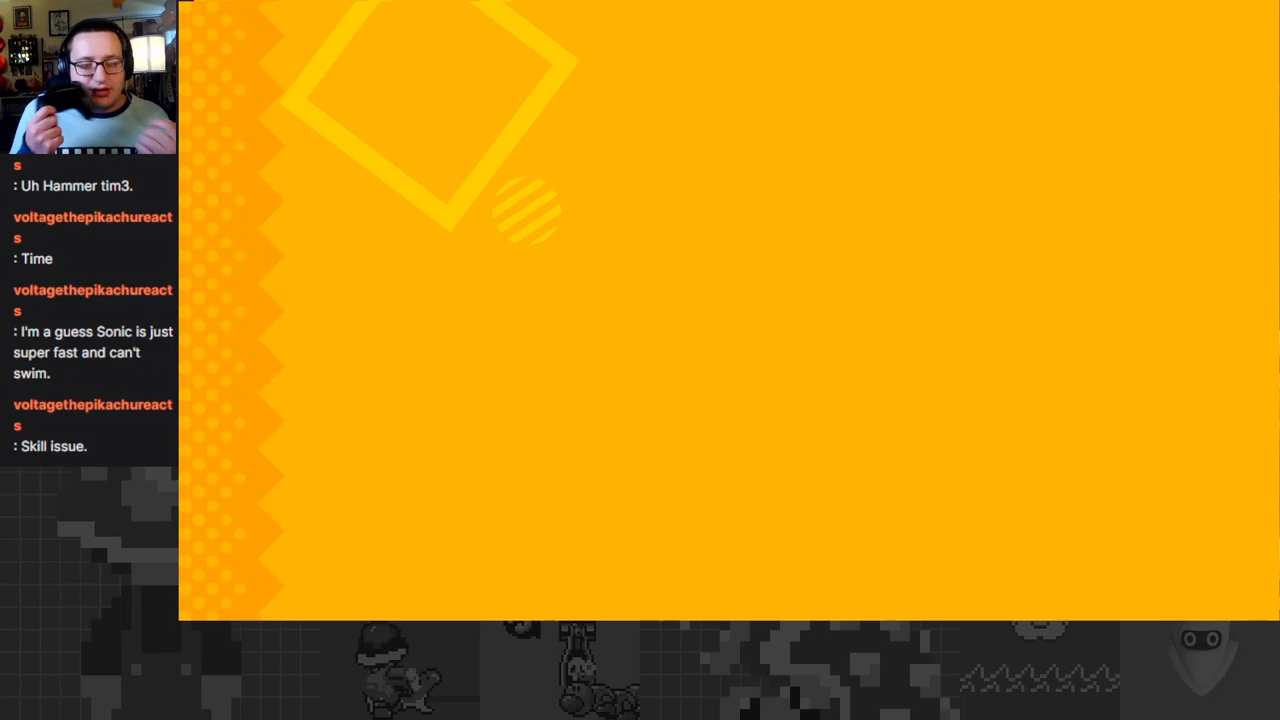 s
: Uh Hammer tim3.
voltagethepikachureact
s
: Time
voltagethepikachureact
s
: I'm a guess Sonic is just
super fast and can't
swim.
voltagethepikachureact
s
: Skill issue.